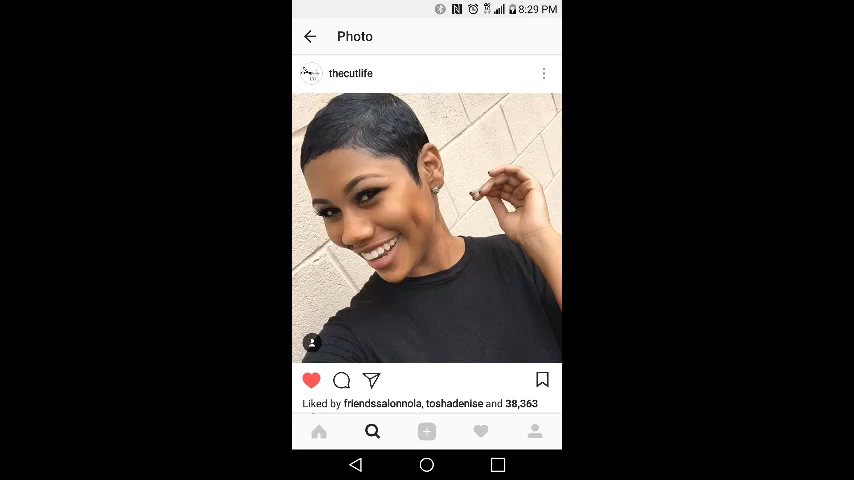 8:29 PM
Photo
thecutlife
Liked by friendssalonnola, toshadenise and 38,363